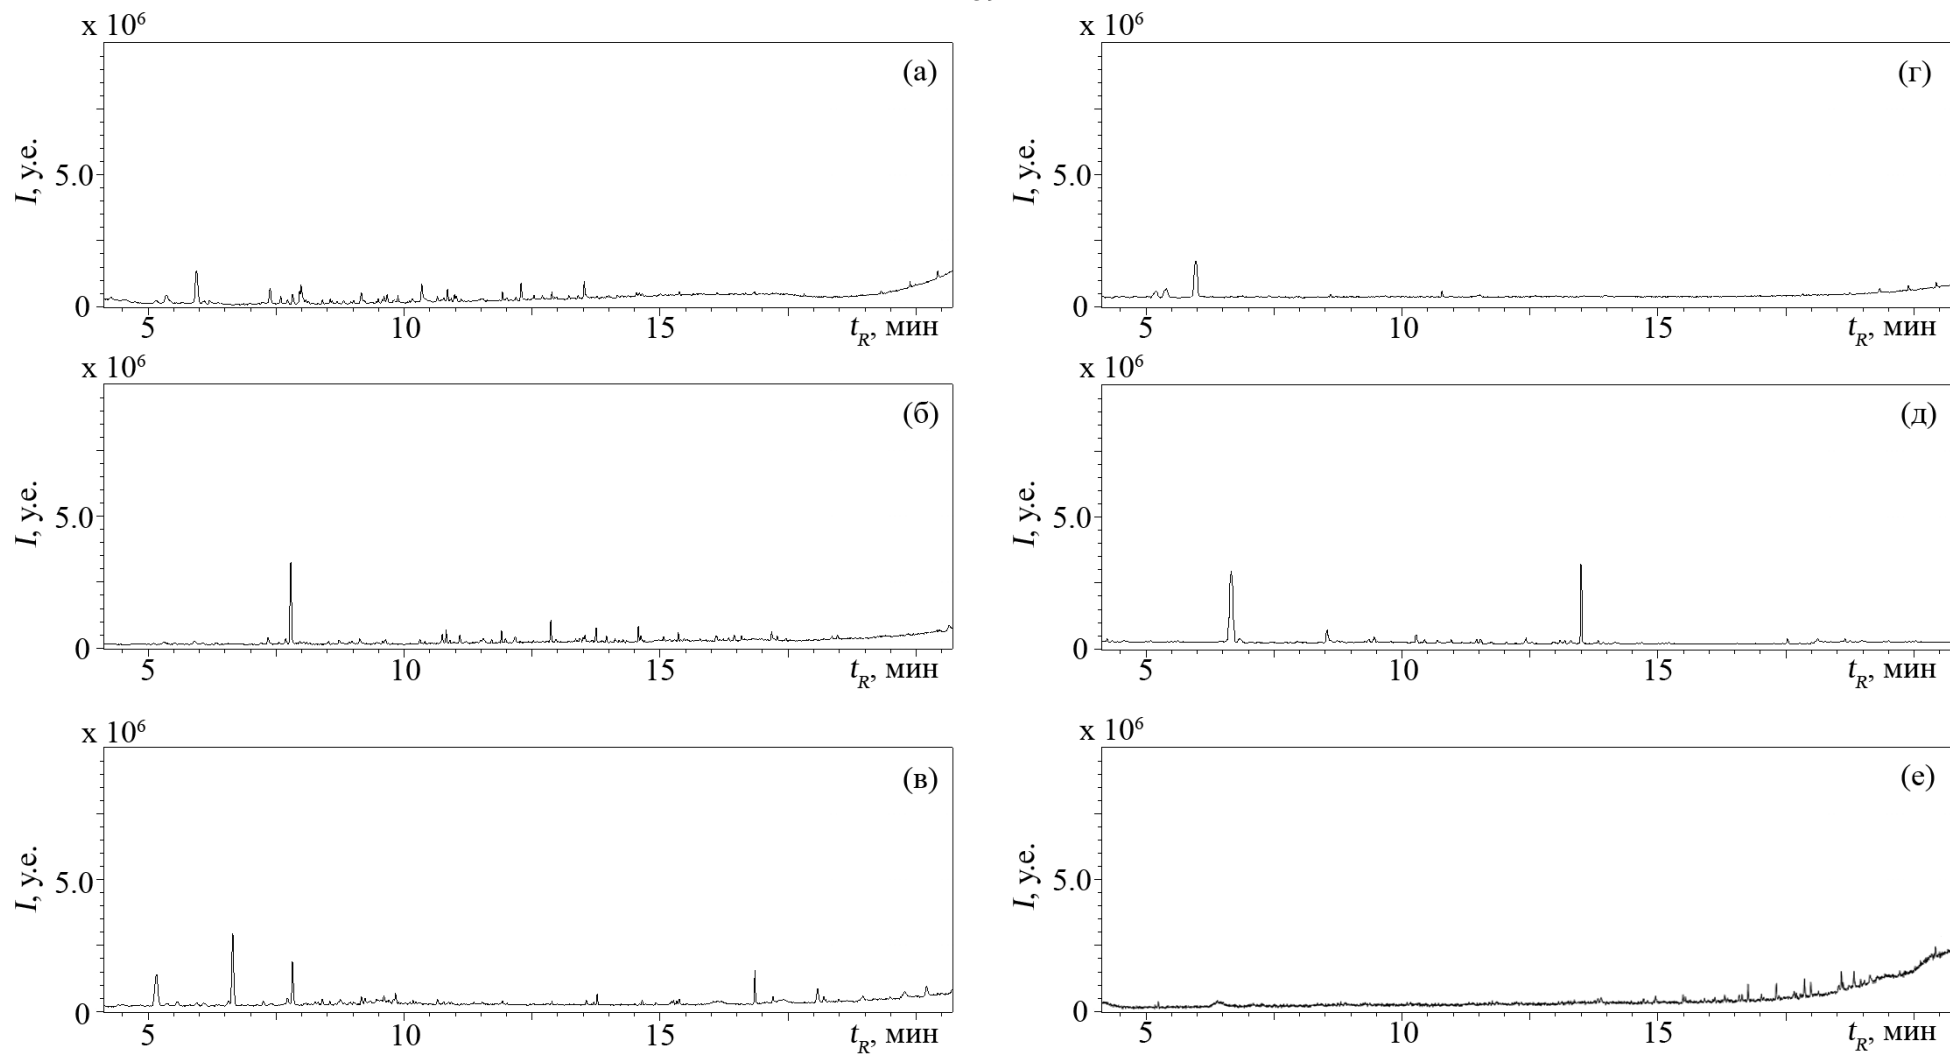 x 10⁶
(а)
I, у.е.
5.0
0
5
10
15
t_R, мин
x 10⁶
(б)
I, у.е.
5.0
0
5
10
15
t_R, мин
x 10⁶
(в)
I, у.е.
5.0
0
5
10
15
t_R, мин
x 10⁶
(г)
I, у.е.
5.0
0
5
10
15
t_R, мин
x 10⁶
(д)
I, у.е.
5.0
0
5
10
15
t_R, мин
x 10⁶
(е)
I, у.е.
5.0
0
5
10
15
t_R, мин